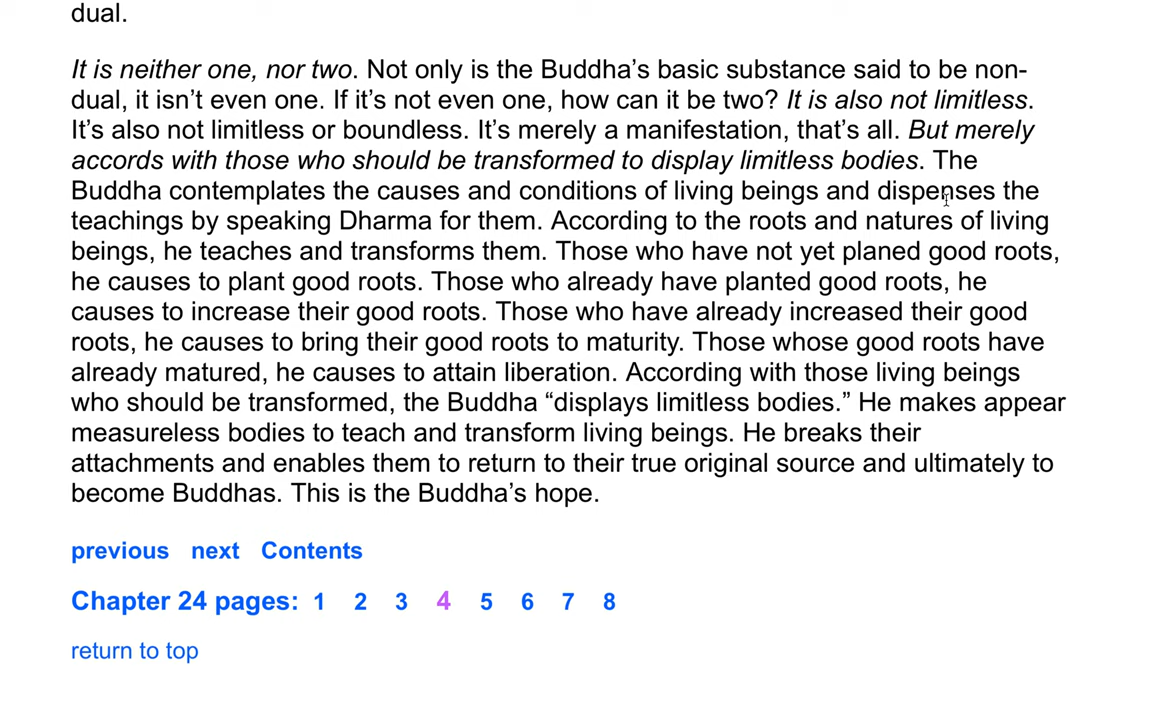 dual.
It is neither one, nor two. Not only is the Buddha’s basic substance said to be non-
dual, it isn’t even one. If it’s not even one, how can it be two? It is also not limitless.
It’s also not limitless or boundless. It’s merely a manifestation, that’s all. But merely
accords with those who should be transformed to display limitless bodies. The
Buddha contemplates the causes and conditions of living beings and dispenses the
teachings by speaking Dharma for them. According to the roots and natures of living
beings, he teaches and transforms them. Those who have not yet planed good roots,
he causes to plant good roots. Those who already have planted good roots, he
causes to increase their good roots. Those who have already increased their good
roots, he causes to bring their good roots to maturity. Those whose good roots have
already matured, he causes to attain liberation. According with those living beings
who should be transformed, the Buddha “displays limitless bodies.” He makes appear
measureless bodies to teach and transform living beings. He breaks their
attachments and enables them to return to their true original source and ultimately to
become Buddhas. This is the Buddha’s hope.
previous next Contents
Chapter 24 pages: 1 2 3 4 5 6 7 8
return to top